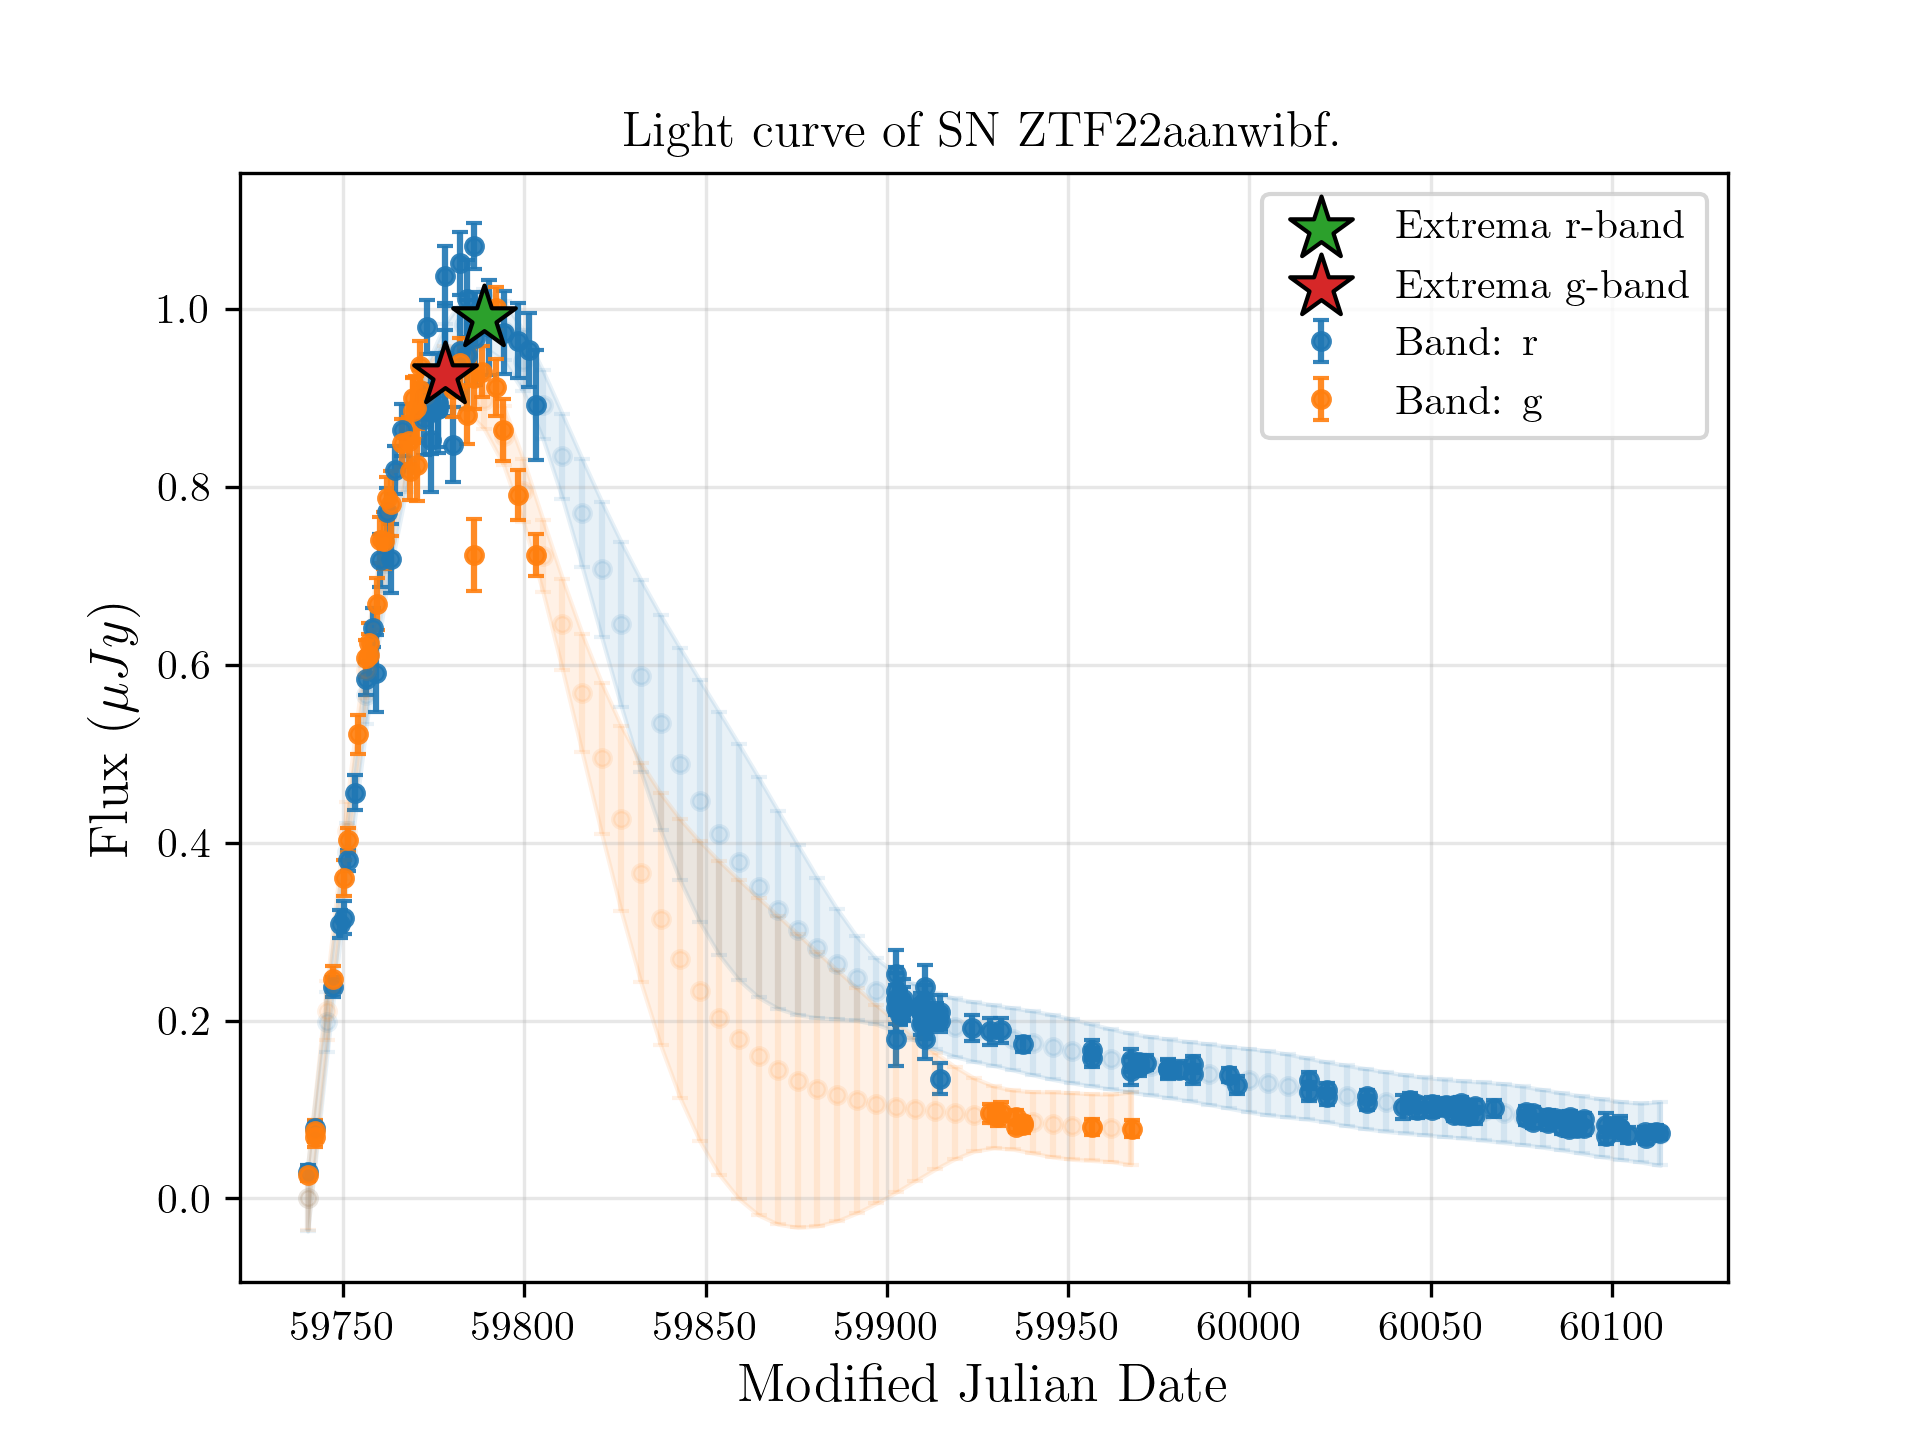 Light curve of SN ZTF22aanwibf.
Extrema r-band
Extrema g-band
Band: r
Band: g
Flux (μJy)
1.0
0.8
0.6
0.4
0.2
0.0
59750 59800 59850 59900 59950 60000 60050 60100
Modified Julian Date